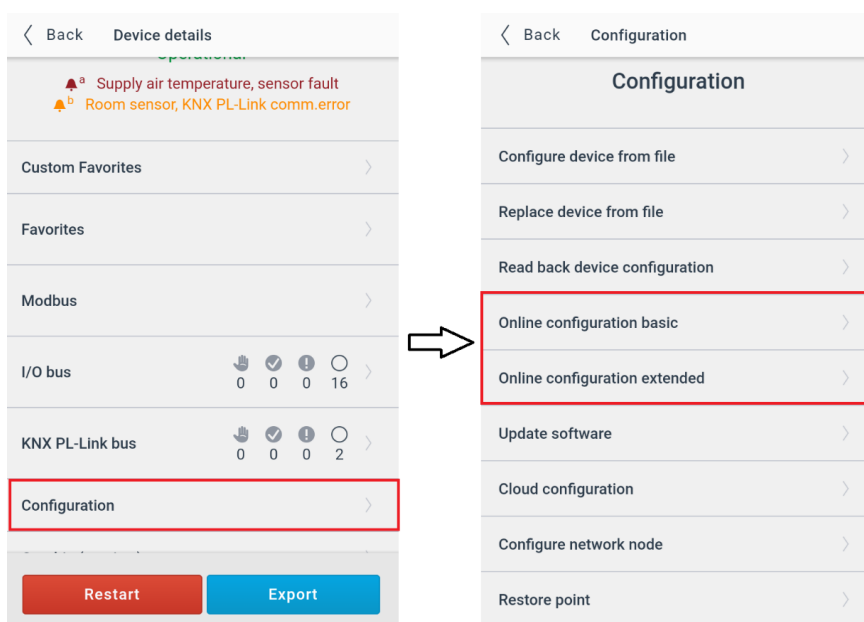 Back Device details
Operational
a Supply air temperature, sensor fault
b Room sensor, KNX PL-Link comm.error
Custom Favorites
Favorites
Modbus
I/O bus
0 0 0 16
KNX PL-Link bus
0 0 0 2
Configuration
Restart Export
Back Configuration
Configuration
Configure device from file
Replace device from file
Read back device configuration
Online configuration basic
Online configuration extended
Update software
Cloud configuration
Configure network node
Restore point